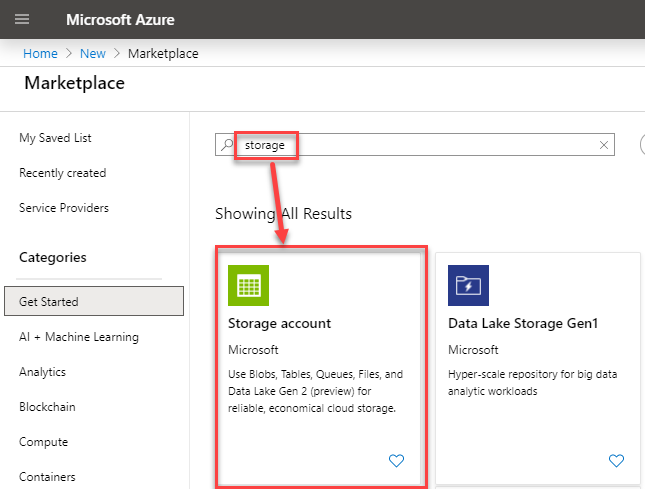 Microsoft Azure
Home > New > Marketplace
Marketplace
My Saved List
Recently created
Service Providers
Categories
Get Started
AI + Machine Learning
Analytics
Blockchain
Compute
Containers
storage
Showing All Results
Storage account
Microsoft
Use Blobs, Tables, Queues, Files, and
Data Lake Gen 2 (preview) for
reliable, economical cloud storage.
Data Lake Storage Gen1
Microsoft
Hyper-scale repository for big data
analytic workloads